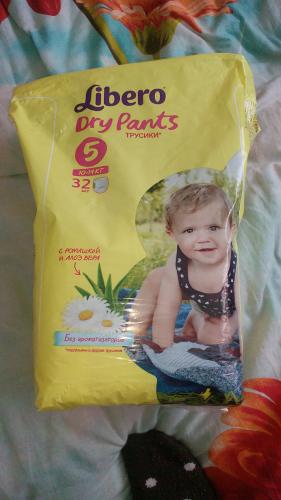 Libero
Dry Pants
ТРУСИКИ*
5
10-14 КГ
32
С РОМАШКОЙ
И АЛОЭ ВЕРА
Без ароматизаторов